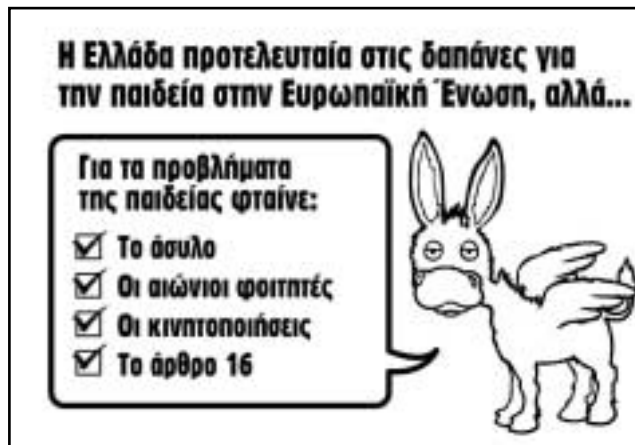 Η Ελλάδα προτελευταία στις δαπάνες για
την παιδεία στην Ευρωπαϊκή Ένωση, αλλά...
Για τα προβλήματα
της παιδείας φταίνε:
Το άσυλο
Οι αιώνιοι φοιτητές
Οι κινητοποιήσεις
Το άρθρο 16